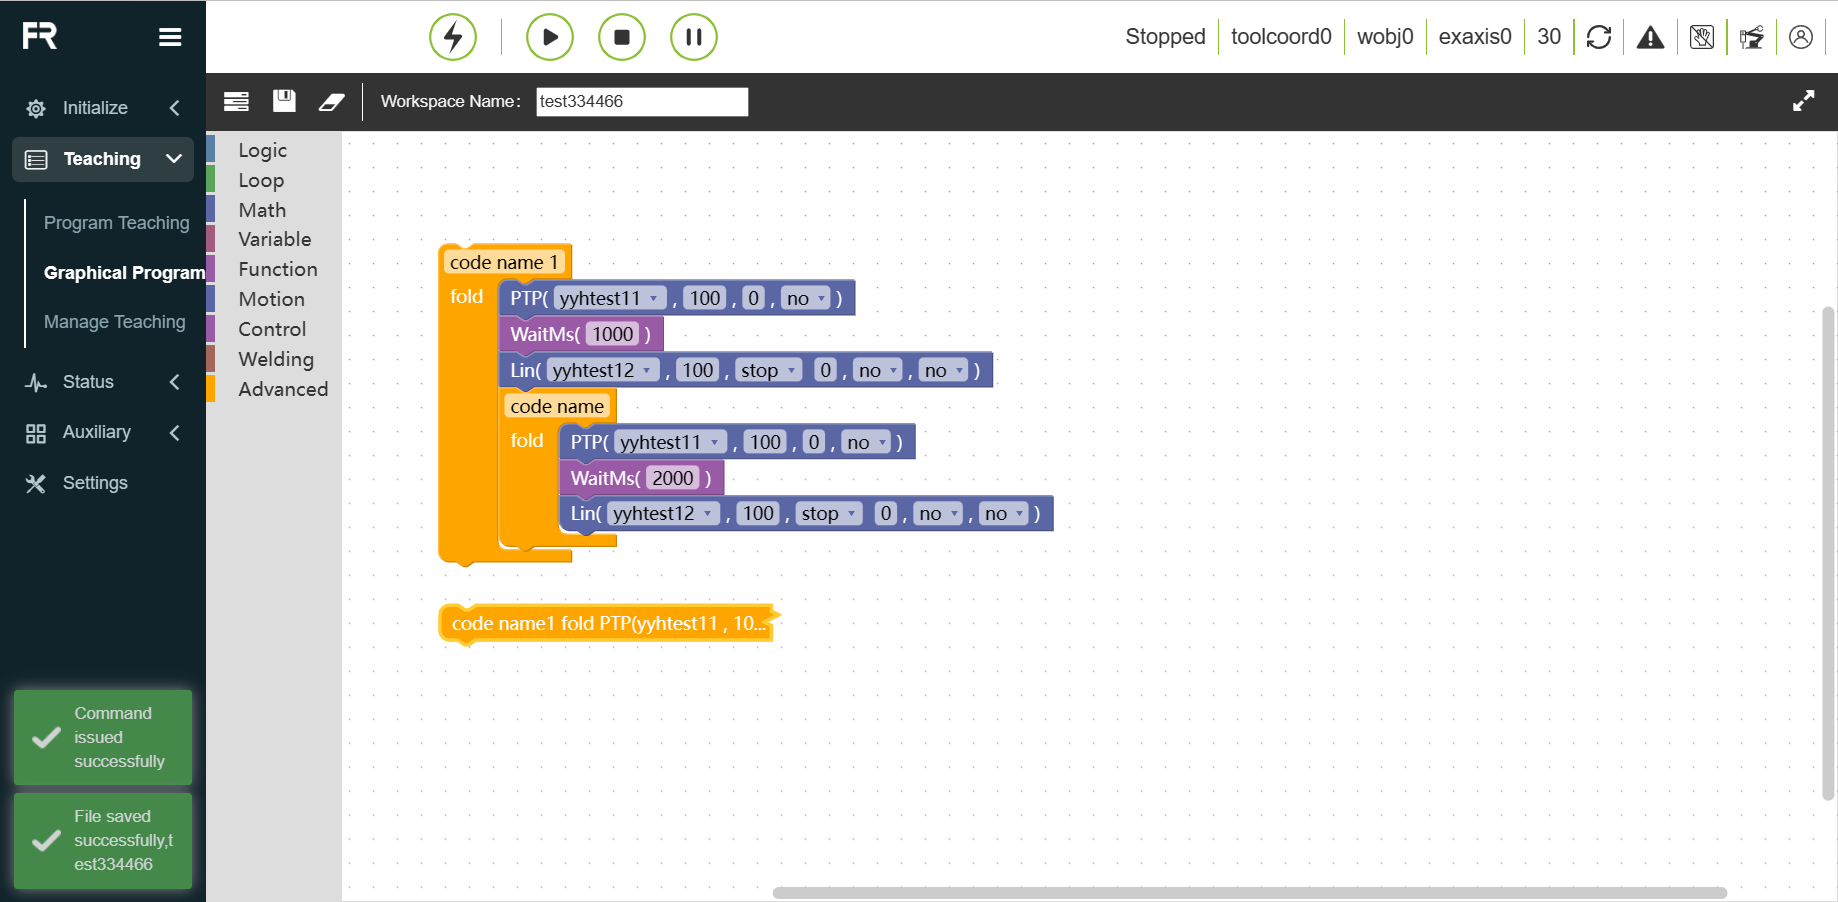 FR
Stopped toolcoord0 wobj0 exaxis0 30
Initialize
Teaching
Program Teaching
Graphical Program
Manage Teaching
Status
Auxiliary
Settings
Command
issued
successfully
File saved
successfully,t
est334466
Workspace Name: test334466
Logic
Loop
Math
Variable
Function
Motion
Control
Welding
Advanced
code name 1
fold PTP( yyhtest11 , 100 , 0 , no )
WaitMs( 1000 )
Lin( yyhtest12 , 100 , stop 0 , no , no )
code name
fold PTP( yyhtest11 , 100 , 0 , no )
WaitMs( 2000 )
Lin( yyhtest12 , 100 , stop 0 , no , no )
code name1 fold PTP(yyhtest11 , 10...